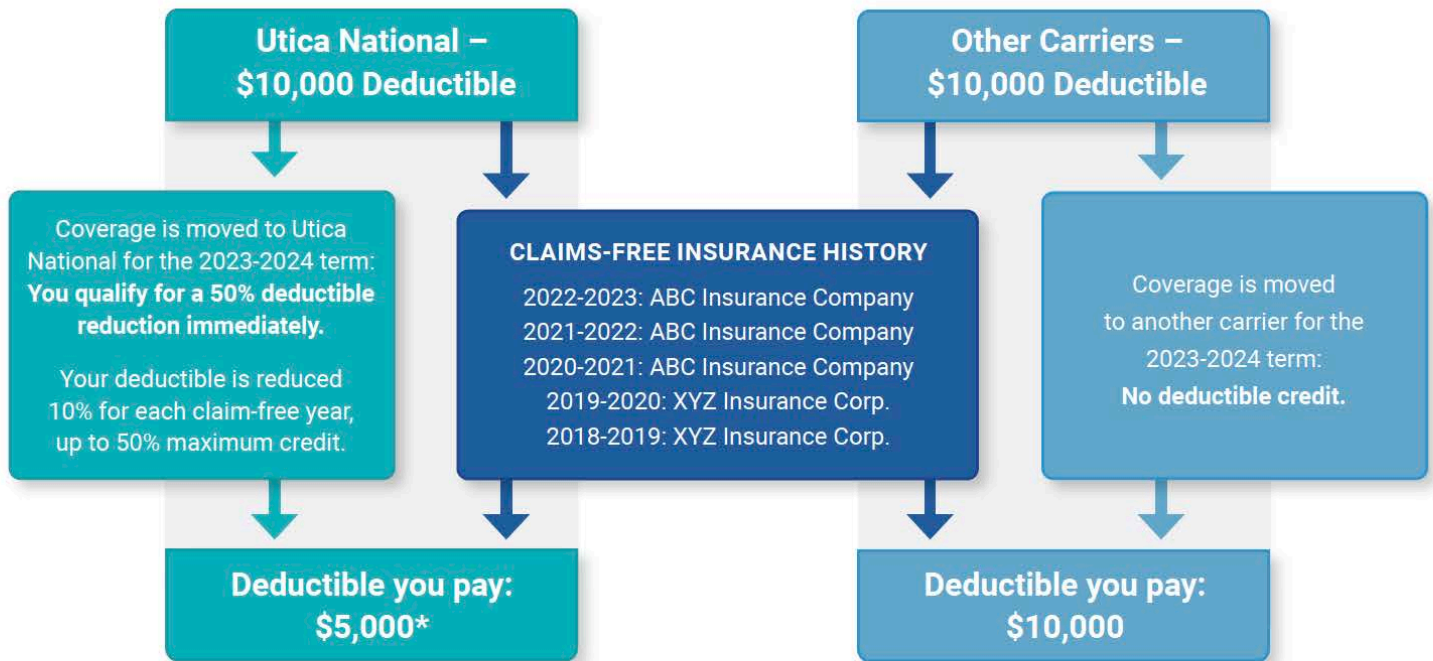 Utica National –
$10,000 Deductible
Other Carriers –
$10,000 Deductible
Coverage is moved to Utica
National for the 2023-2024 term:
You qualify for a 50% deductible
reduction immediately.
Your deductible is reduced
10% for each claim-free year,
up to 50% maximum credit.
CLAIMS-FREE INSURANCE HISTORY
2022-2023: ABC Insurance Company
2021-2022: ABC Insurance Company
2020-2021: ABC Insurance Company
2019-2020: XYZ Insurance Corp.
2018-2019: XYZ Insurance Corp.
Coverage is moved
to another carrier for the
2023-2024 term:
No deductible credit.
Deductible you pay:
$5,000*
Deductible you pay:
$10,000